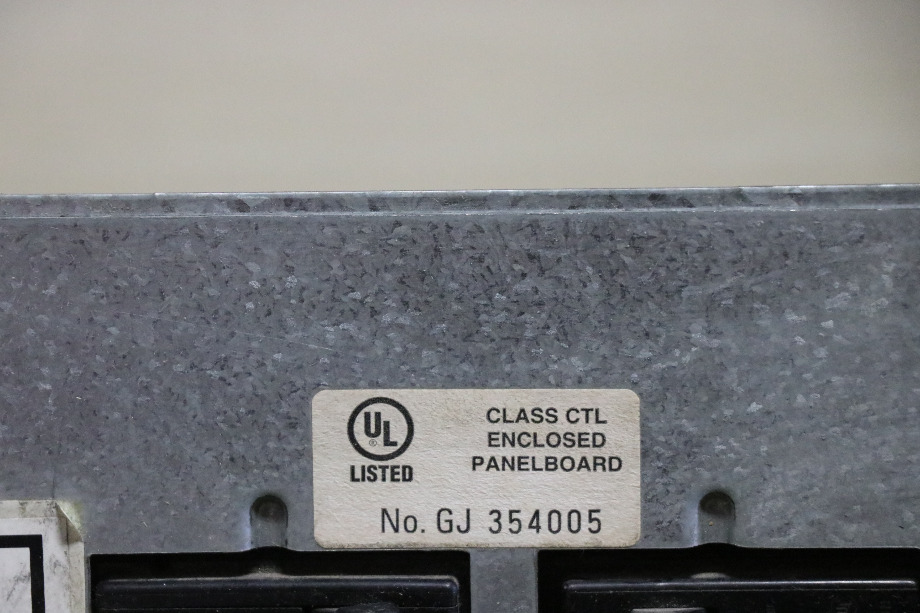 UL
®
LISTED
CLASS CTL
ENCLOSED
PANELBOARD
No. GJ 354005